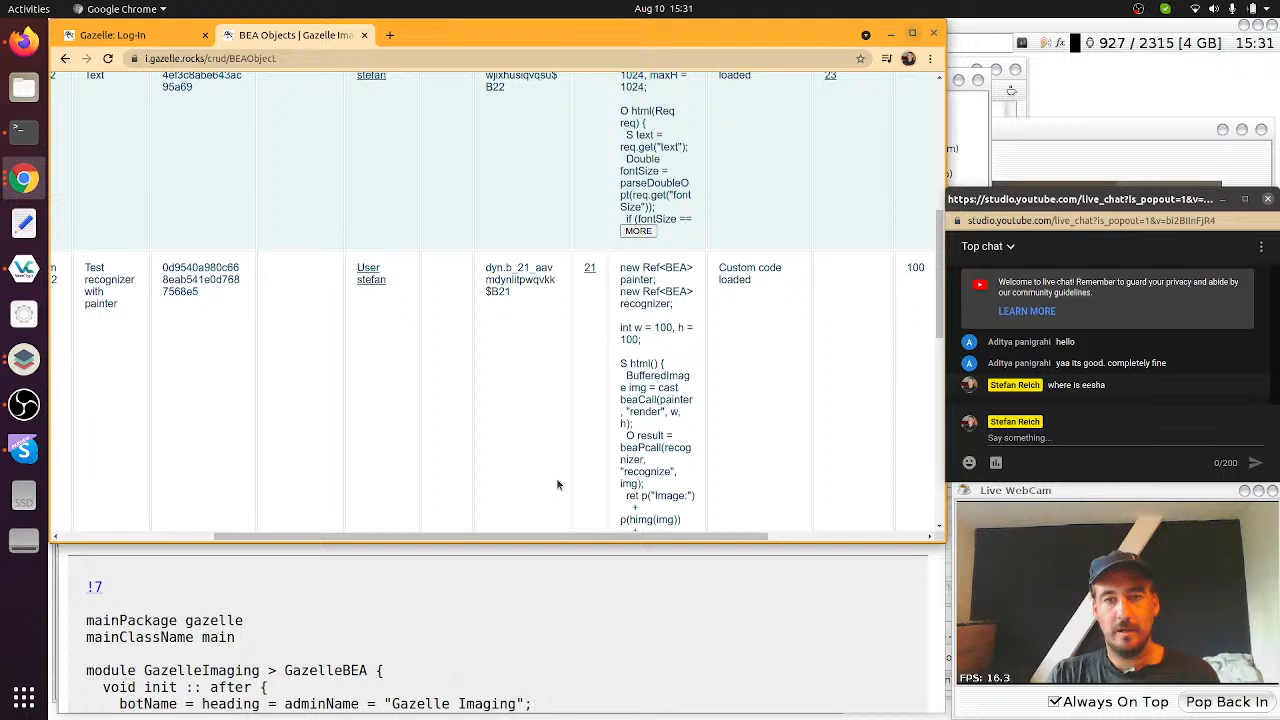 Activities
Google Chrome
Aug 10 15:31
Gazelle: Log-In
BEA Objects | Gazelle Ima
927 / 2315 [4 GB]
15:31
i.gazelle.rocks/crud/BEAObject
2
Text
4ef3c6abe643ac
95a69
stefan
wjixhusiqvqsu$
B22
1024, maxH =
1024;
loaded
23
O html(Req
req) {
S text =
req.get("text");
Double
fontSize =
parseDoubleO
pt(req.get("font
Size"));
if (fontSize ==
MORE
2
Test
recognizer
with
painter
0d9540a980c66
8eab541e0d768
7568e5
User
stefan
dyn.b_21_aav
mdyniitpwqvkk
$B21
21
new Ref<BEA>
painter;
new Ref<BEA>
recognizer;
Custom code
loaded
100
int w = 100, h =
100;
S html() {
BufferedImag
e img = cast
beaCall(painter
, "render", w,
h);
O result =
beaPcall(recog
nizer,
"recognize",
img);
ret p("Image:")
+
p(himg(img))
https://studio.youtube.com/live_chat?is_popout=1&v=...
studio.youtube.com/live_chat?is_popout=1&v=bi2BIInFjR4
Top chat
Welcome to live chat! Remember to guard your privacy and abide by
our community guidelines.
LEARN MORE
Aditya panigrahi hello
Aditya panigrahi yaa its good. completely fine
Stefan Reich where is eesha
Stefan Reich
Say something...
0/200
Live WebCam
FPS: 16.3
Always On Top
Pop Back In
SSD
!7
mainPackage gazelle
mainClassName main
module GazelleImaging > GazelleBEA {
void init :: after {
botName = heading = adminName = "Gazelle Imaging";